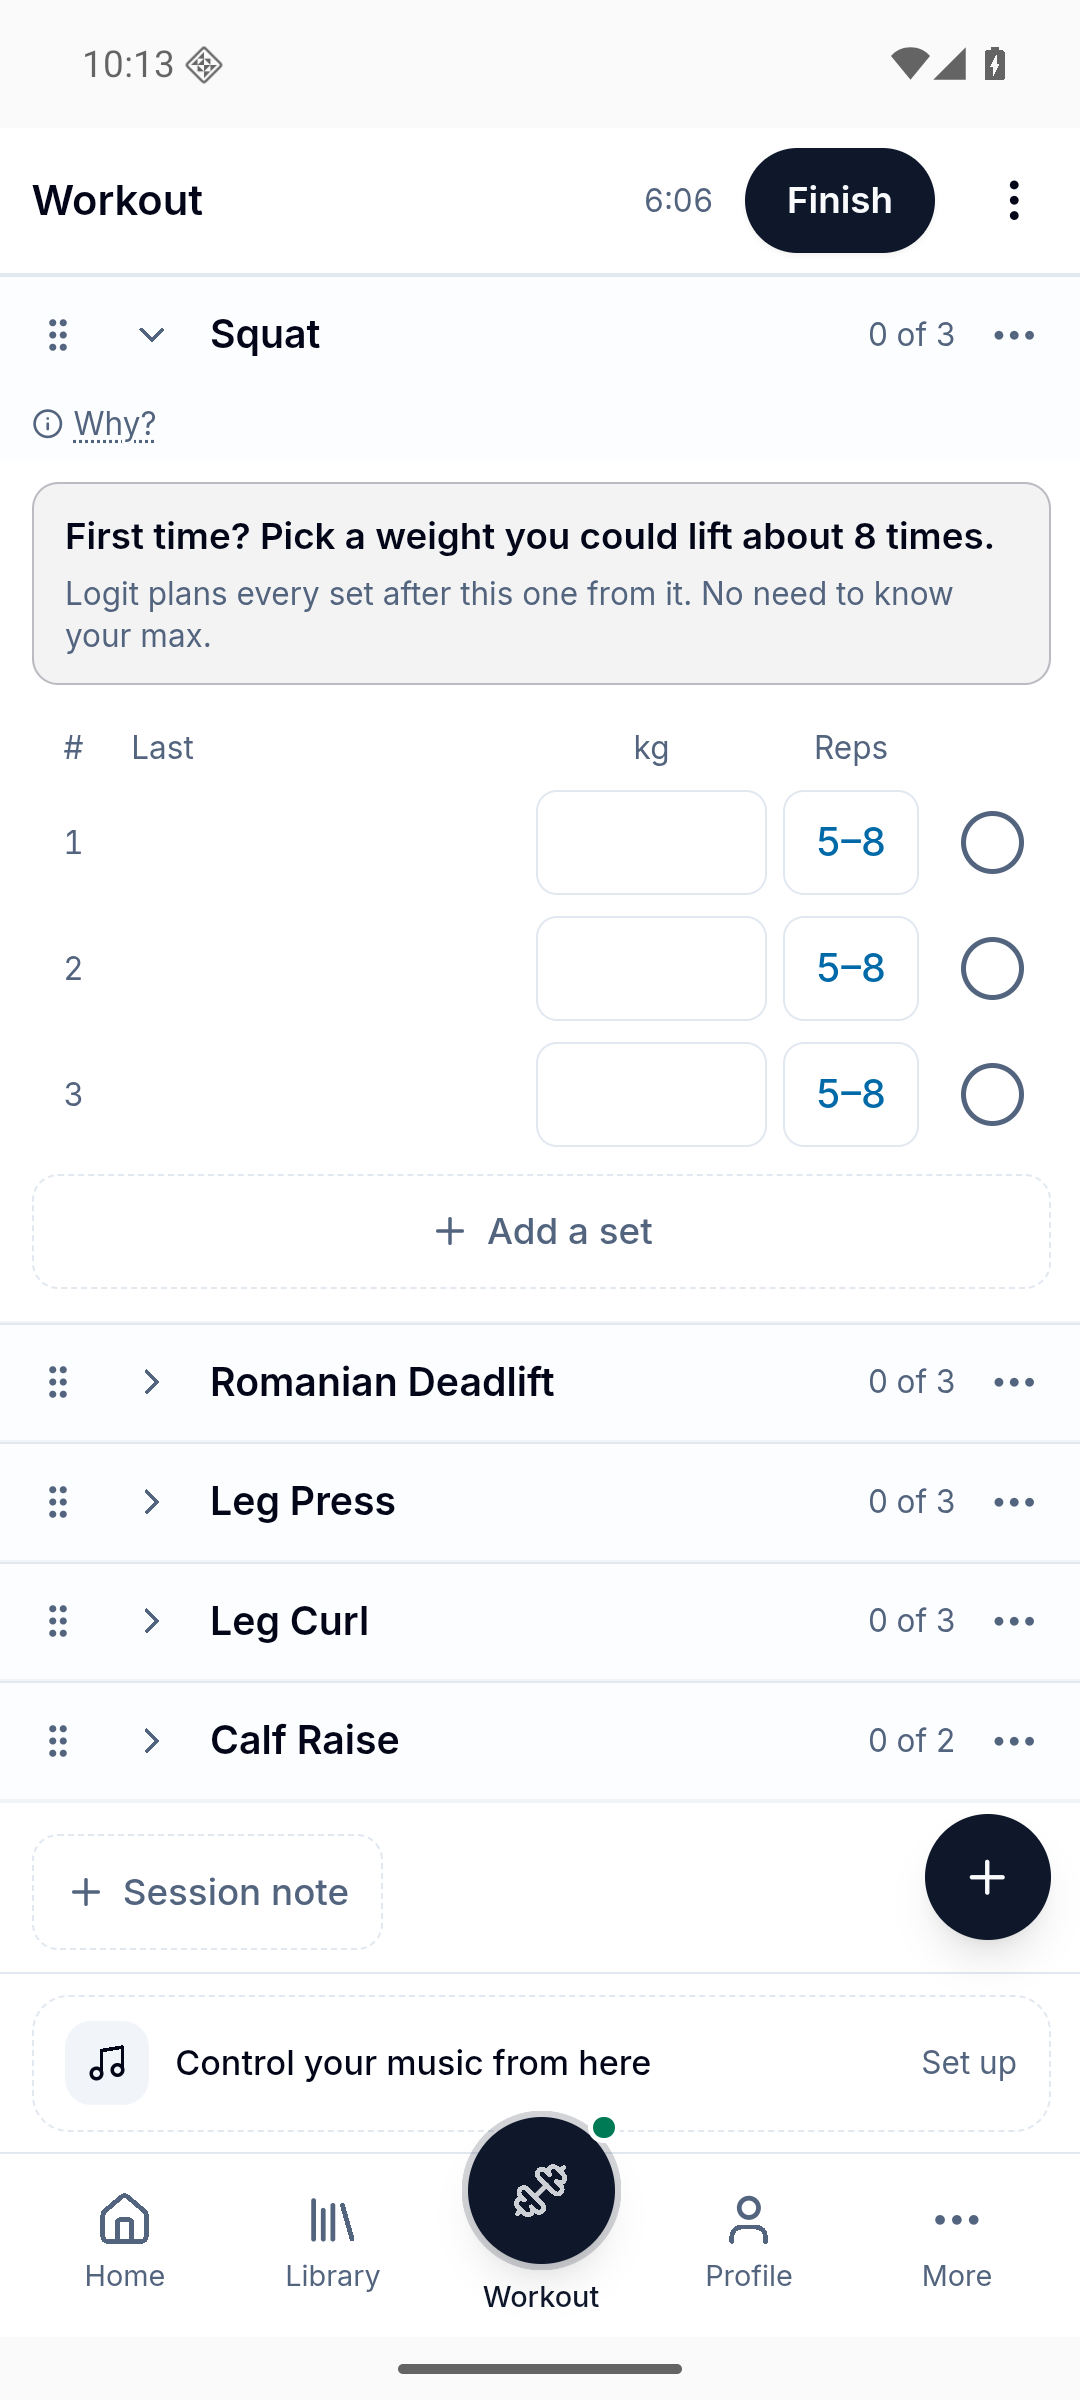 10:13
Workout
6:06
Finish
Squat
0 of 3
Why?
First time? Pick a weight you could lift about 8 times.
Logit plans every set after this one from it. No need to know
your max.
# Last kg Reps
1 5–8
2 5–8
3 5–8
Add a set
Romanian Deadlift
0 of 3
Leg Press
0 of 3
Leg Curl
0 of 3
Calf Raise
0 of 2
Session note
Control your music from here
Set up
Home
Library
Workout
Profile
More